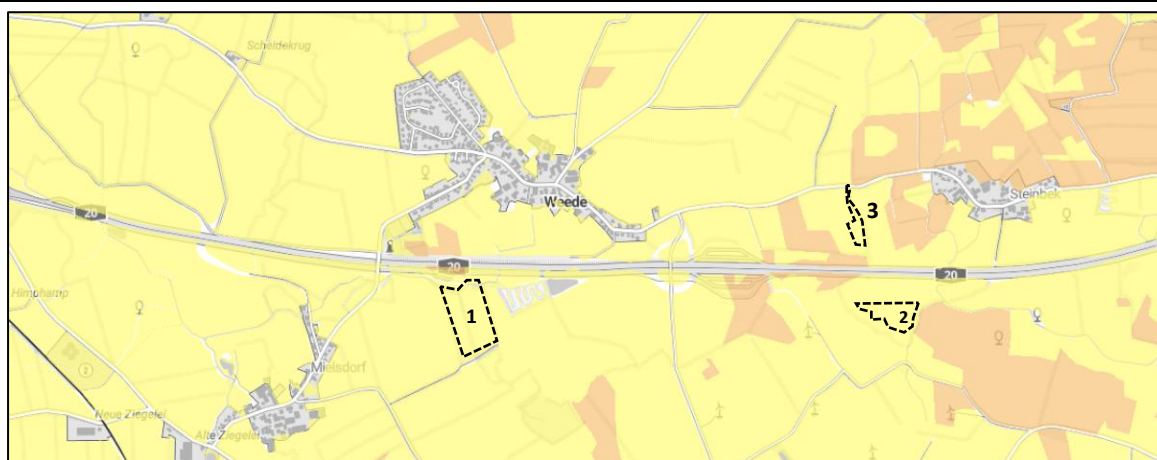 Scheidekrug
20
Weede
Steinbek
3
20
20
Himphamp
1
2
Mielsdorf
Neue Ziegelei
Alte Ziegelei